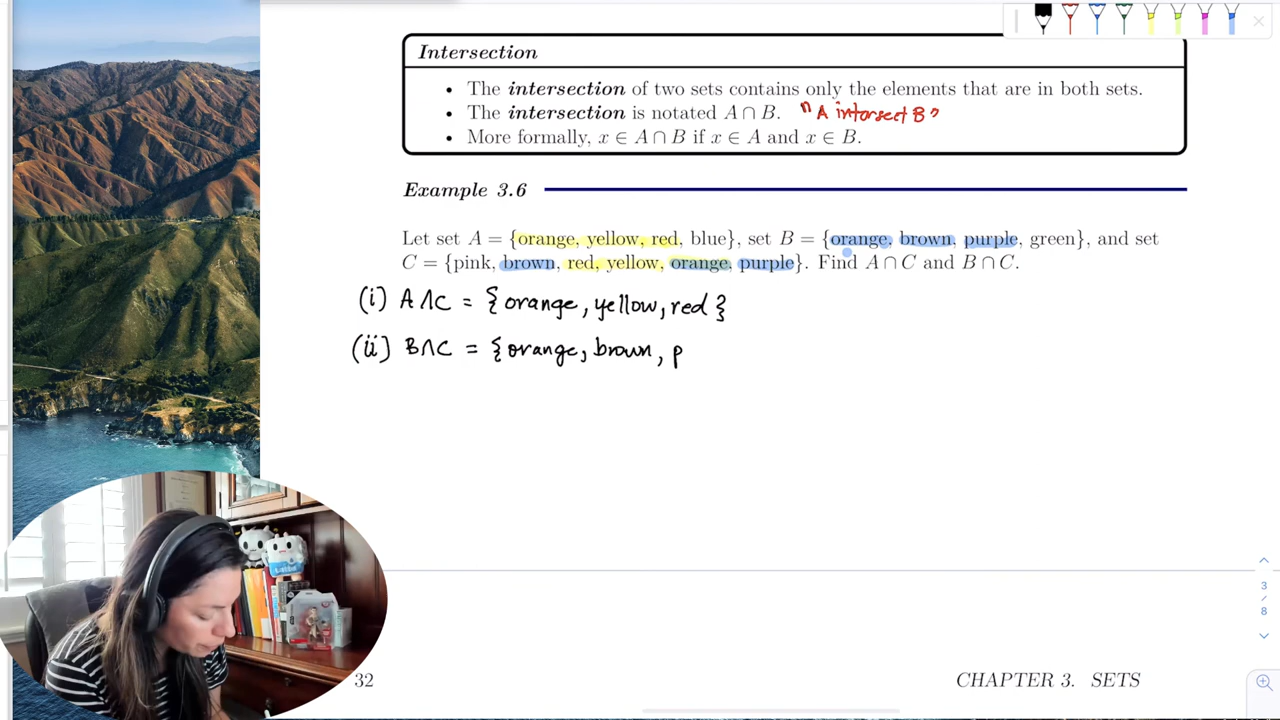 Intersection
• The intersection of two sets contains only the elements that are in both sets.
• The intersection is notated A ∩ B. "A intersect B"
• More formally, x ∈ A ∩ B if x ∈ A and x ∈ B.
Example 3.6
Let set A = {orange, yellow, red, blue}, set B = {orange, brown, purple, green}, and set
C = {pink, brown, red, yellow, orange, purple}. Find A ∩ C and B ∩ C.
(i) A∩C = {orange, yellow, red}
(ii) B∩C = {orange, brown, p
3
/
8
32 CHAPTER 3. SETS